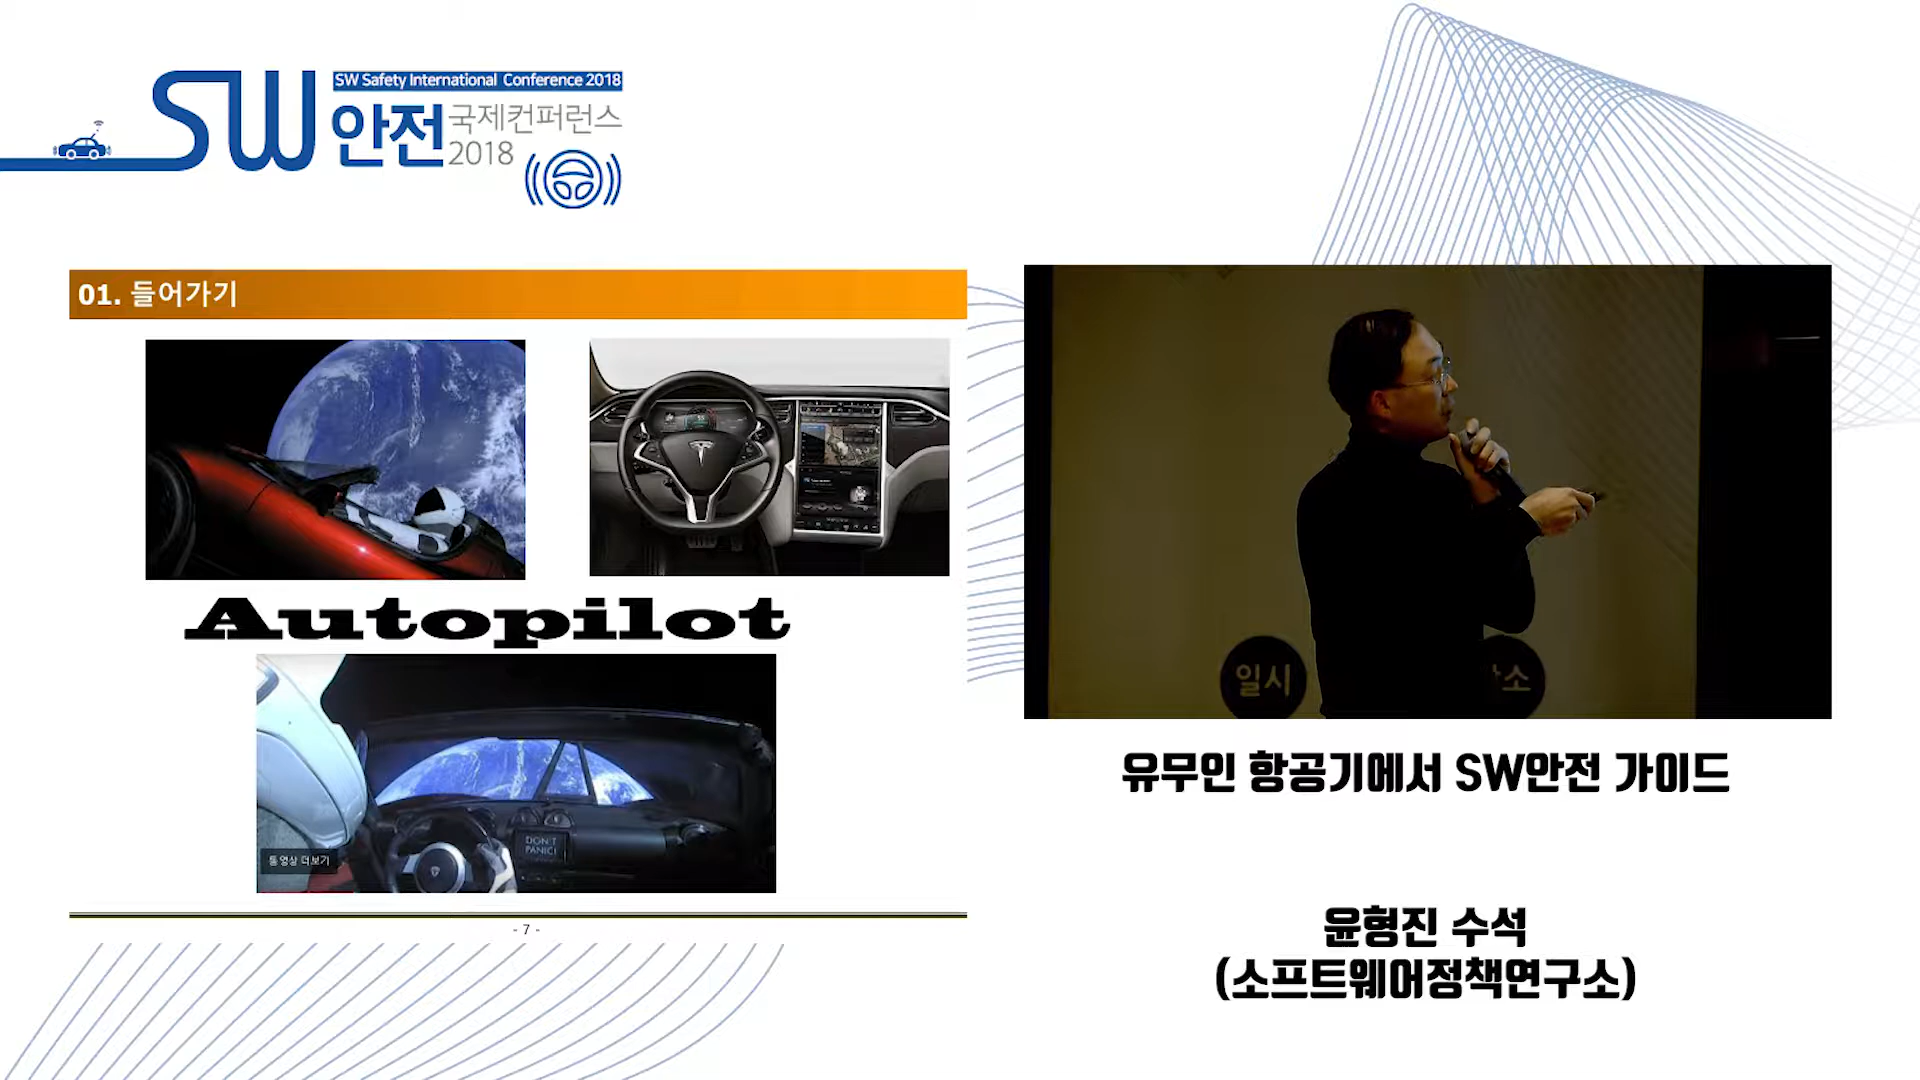 SW
SW Safety International Conference 2018
안전
국제컨퍼런스
2018
01. 들어가기
Autopilot
DON'T
PANIC!
동영상 더보기
- 7 -
일시
소
유무인 항공기에서 SW안전 가이드
윤형진 수석
(소프트웨어정책연구소)